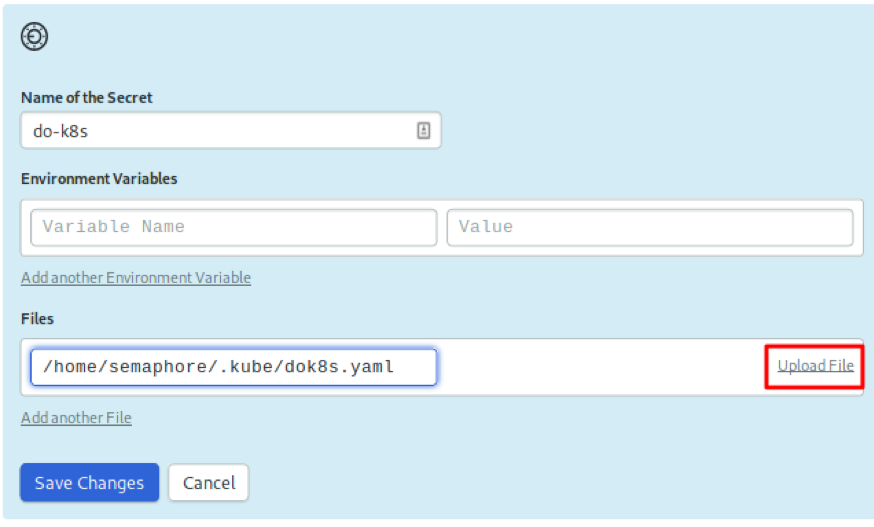 Name of the Secret
do-k8s
Environment Variables
Variable Name Value
Add another Environment Variable
Files
/home/semaphore/.kube/dok8s.yaml Upload File
Add another File
Save Changes Cancel